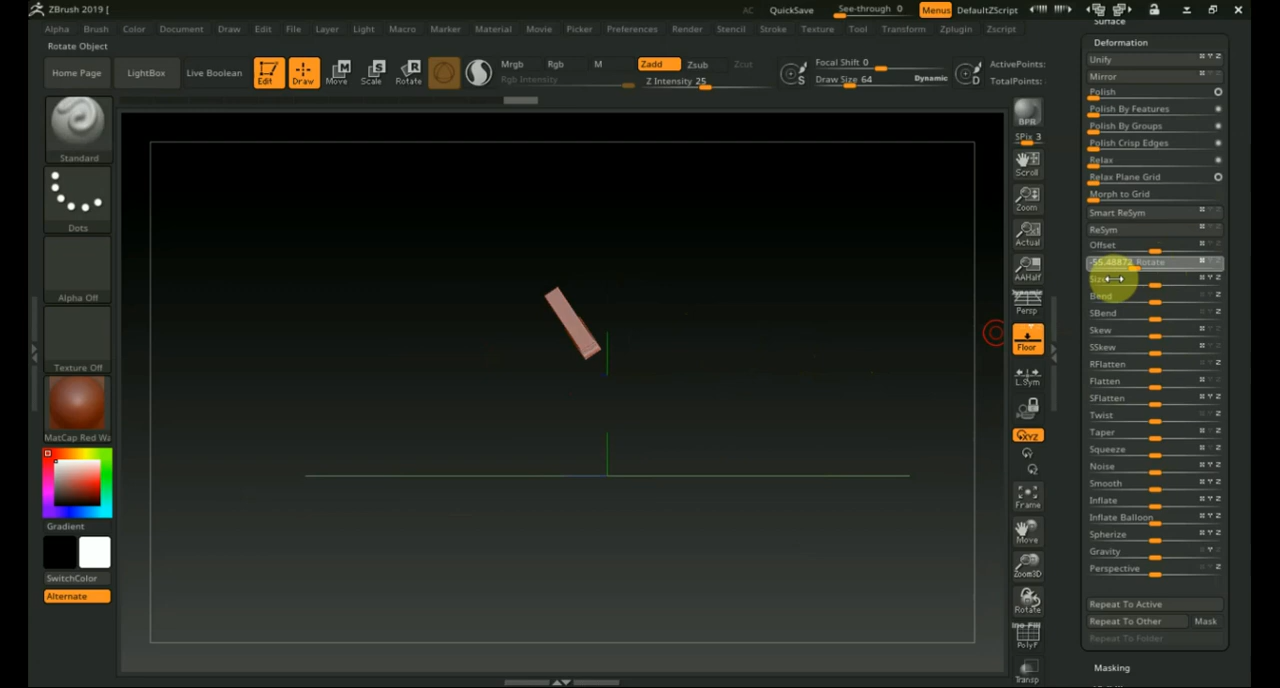 ZBrush 2019 [
AC QuickSave See-through 0 Menus DefaultZScript
Alpha Brush Color Document Draw Edit File Layer Light Macro Marker Material Movie Picker Preferences Render Stencil Stroke Texture Tool Transform Zplugin Zscript
Rotate Object
Home Page LightBox Live Boolean Edit Draw Move Scale Rotate
Mrgb Rgb M Zadd Zsub Zcut
Rgb Intensity Z Intensity 25
Focal Shift 0
Draw Size 64 Dynamic
S D
ActivePoints:
TotalPoints:
Standard
Dots
Alpha Off
Texture Off
MatCap Red Wa
Gradient
SwitchColor
Alternate
BPR
SPix 3
Scroll
Zoom
Actual
AAHalf
Dynamic
Persp
Floor
L.Sym
XYZ
Frame
Move
Zoom3D
Rotate
PolyF
Transp
Surface
Deformation
Unify
Mirror
Polish
Polish By Features
Polish By Groups
Polish Crisp Edges
Relax
Relax Plane Grid
Morph to Grid
Smart ReSym
ReSym
Offset
-55.48872 Rotate
Size
Bend
SBend
Skew
SSkew
RFlatten
Flatten
SFlatten
Twist
Taper
Squeeze
Noise
Smooth
Inflate
Inflate Balloon
Spherize
Gravity
Perspective
Repeat To Active
Repeat To Other Mask
Repeat To Folder
Masking